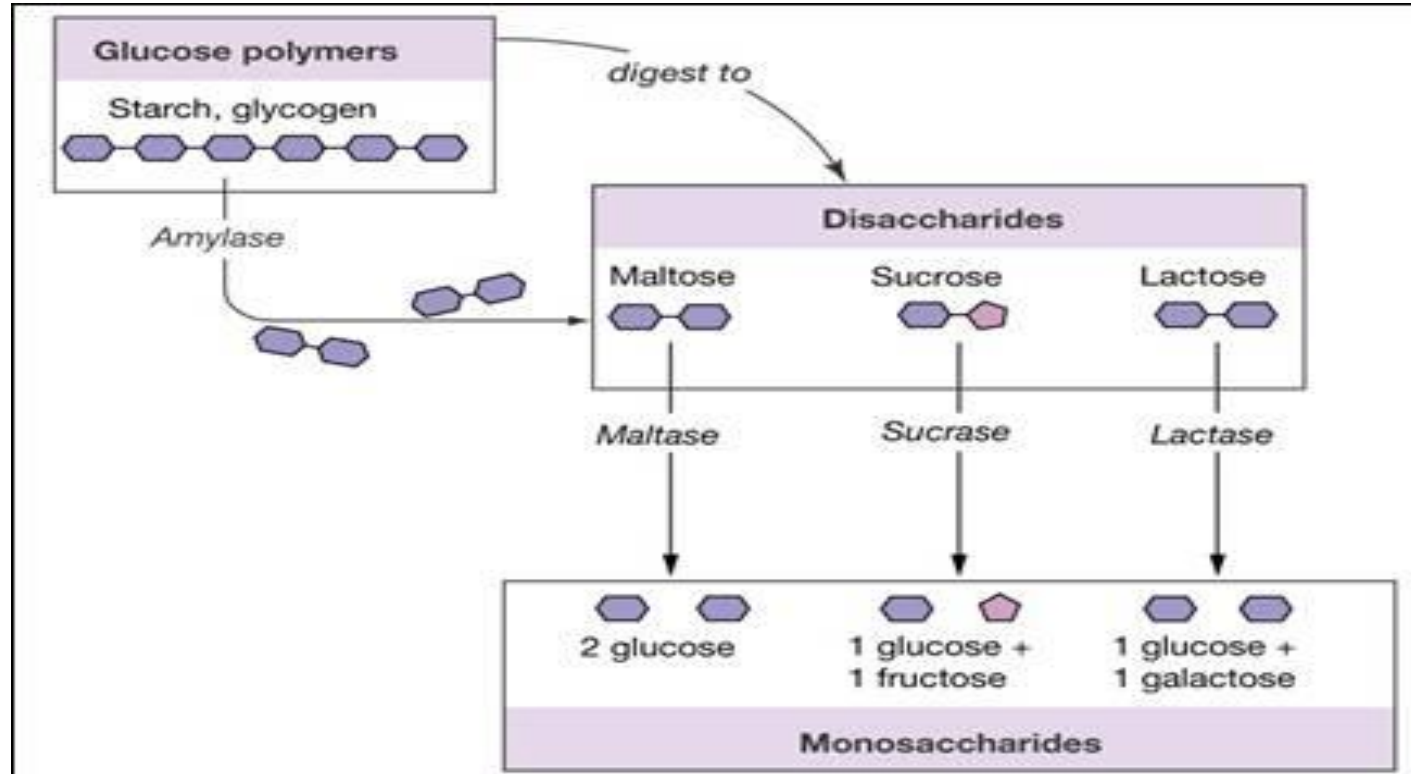 Glucose polymers
Starch, glycogen
digest to
Amylase
Disaccharides
Maltose
Sucrose
Lactose
Maltase
Sucrase
Lactase
2 glucose
1 glucose +
1 fructose
1 glucose +
1 galactose
Monosaccharides